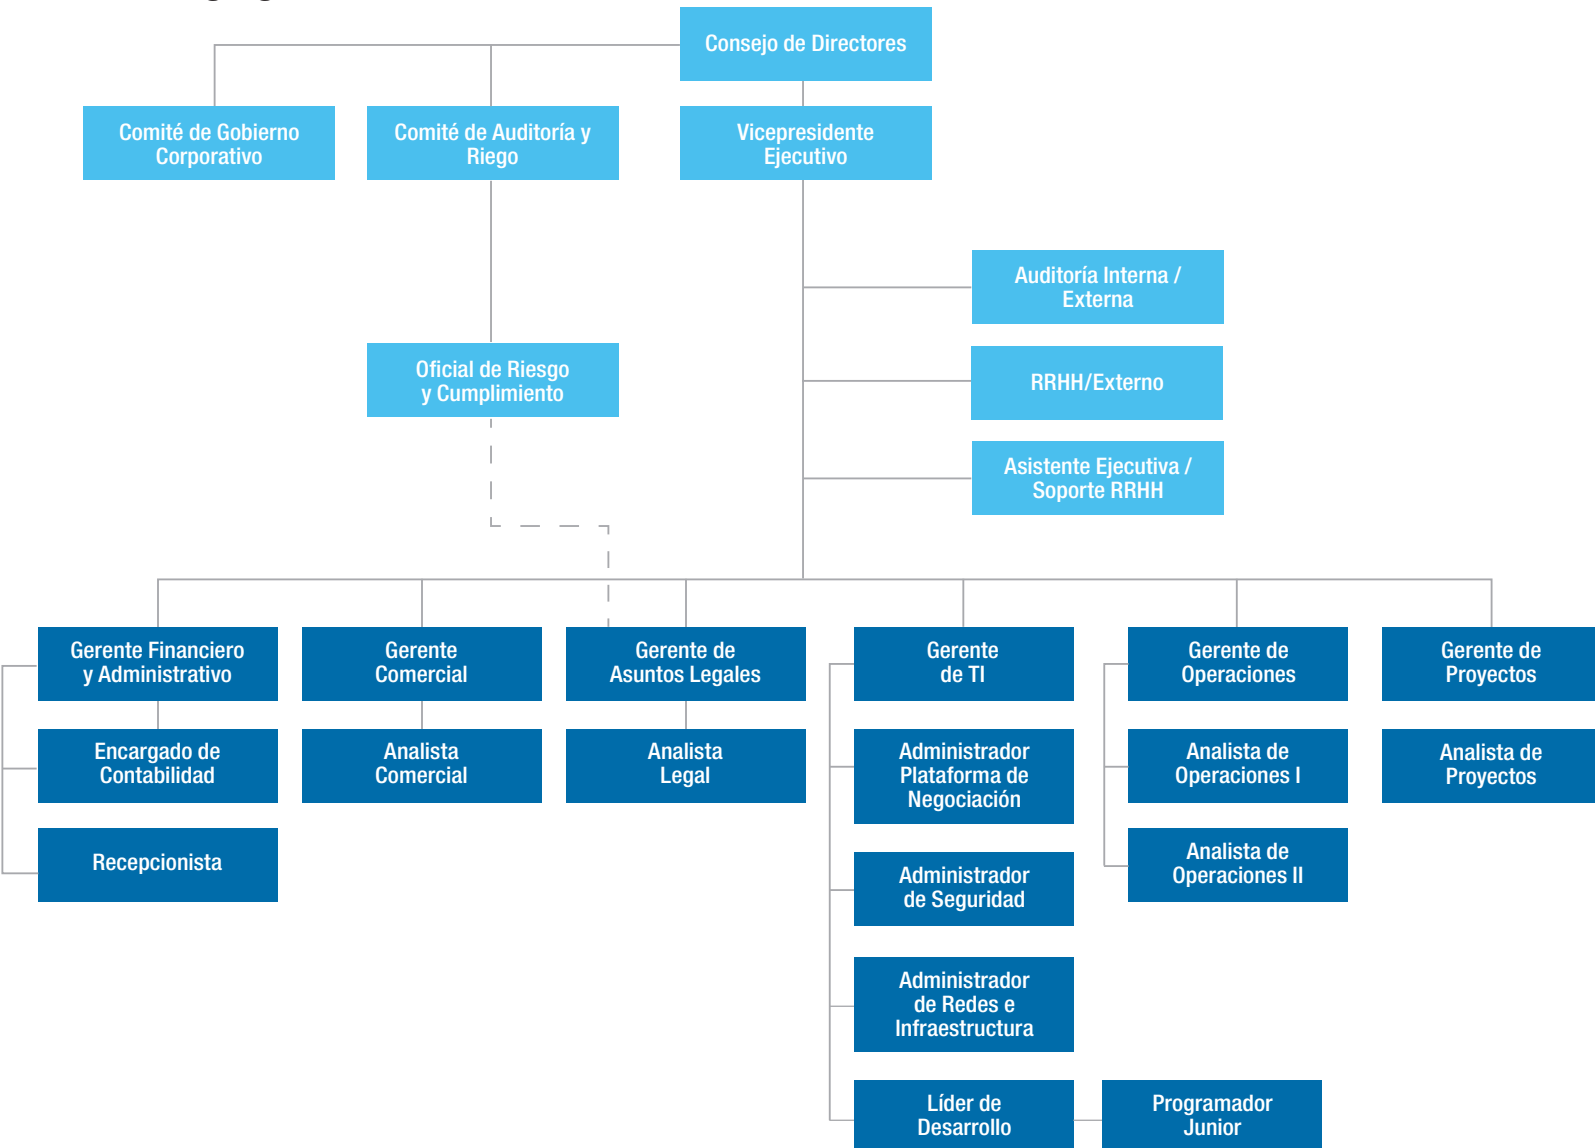 Consejo de Directores
Comité de Gobierno
Corporativo
Comité de Auditoría y
Riego
Vicepresidente
Ejecutivo
Auditoría Interna /
Externa
Oficial de Riesgo
y Cumplimiento
RRHH/Externo
Asistente Ejecutiva /
Soporte RRHH
Gerente Financiero
y Administrativo
Gerente
Comercial
Gerente de
Asuntos Legales
Gerente
de TI
Gerente de
Operaciones
Gerente de
Proyectos
Encargado de
Contabilidad
Analista
Comercial
Analista
Legal
Administrador
Plataforma de
Negociación
Analista de
Operaciones I
Analista de
Proyectos
Recepcionista
Administrador
de Seguridad
Analista de
Operaciones II
Administrador
de Redes e
Infraestructura
Líder de
Desarrollo
Programador
Junior